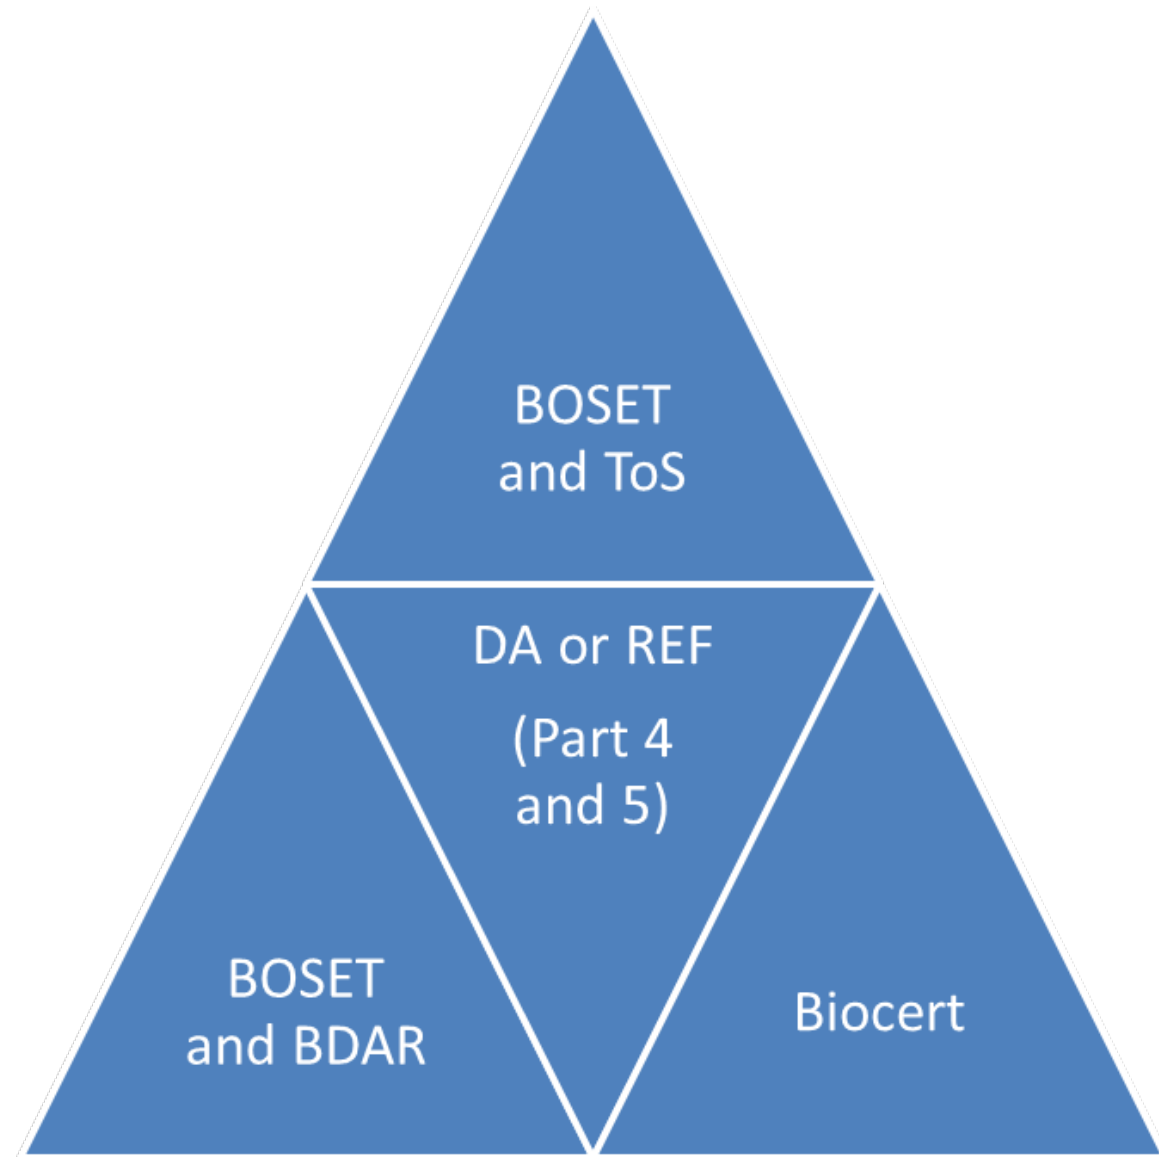 BOSET
and ToS
DA or REF
(Part 4
and 5)
BOSET
and BDAR
Biocert